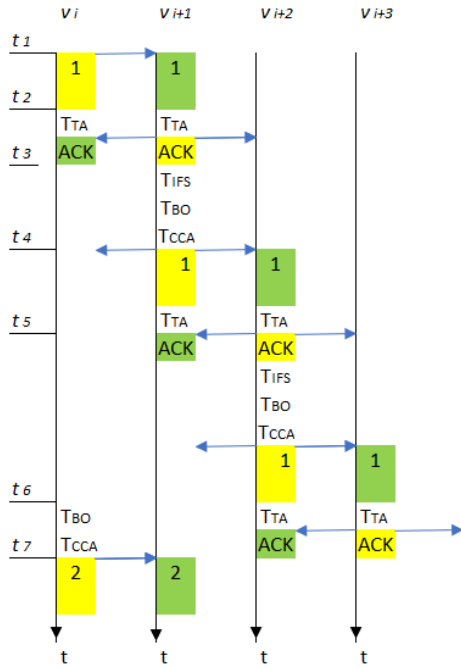 v i v i+1 v i+2 v i+3
t 1
1 1
t 2
TTA TTA
t 3 ACK ACK
TIFS
TBO
t 4 TCCA
1 1
t 5 TTA TTA
ACK ACK
TIFS
TBO
TCCA
1 1
t 6
TBO TTA TTA
t 7 TCCA ACK ACK
2 2
t t t t